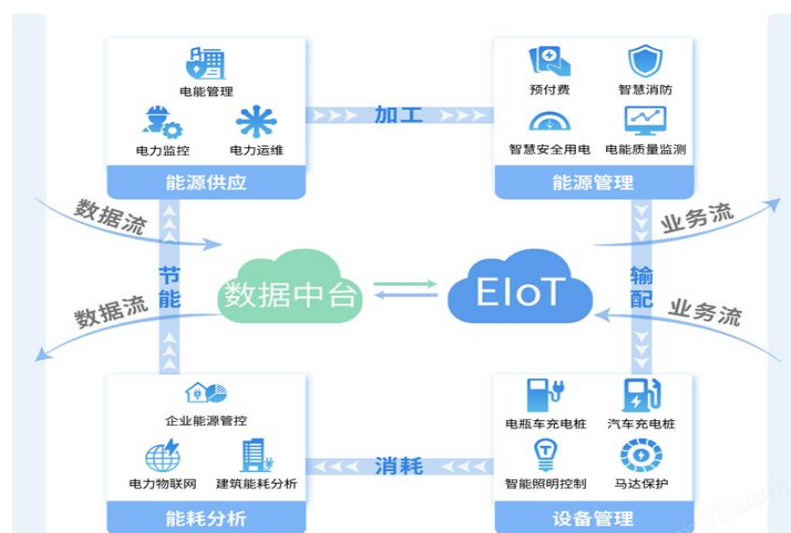 电能管理
电力监控
电力运维
能源供应
加工
预付费
智慧消防
智慧安全用电
电能质量监测
能源管理
数据流
业务流
节能
数据中台
EIoT
输配
数据流
业务流
企业能源管控
电力物联网
建筑能耗分析
能耗分析
消耗
电瓶车充电桩
汽车充电桩
智能照明控制
马达保护
设备管理